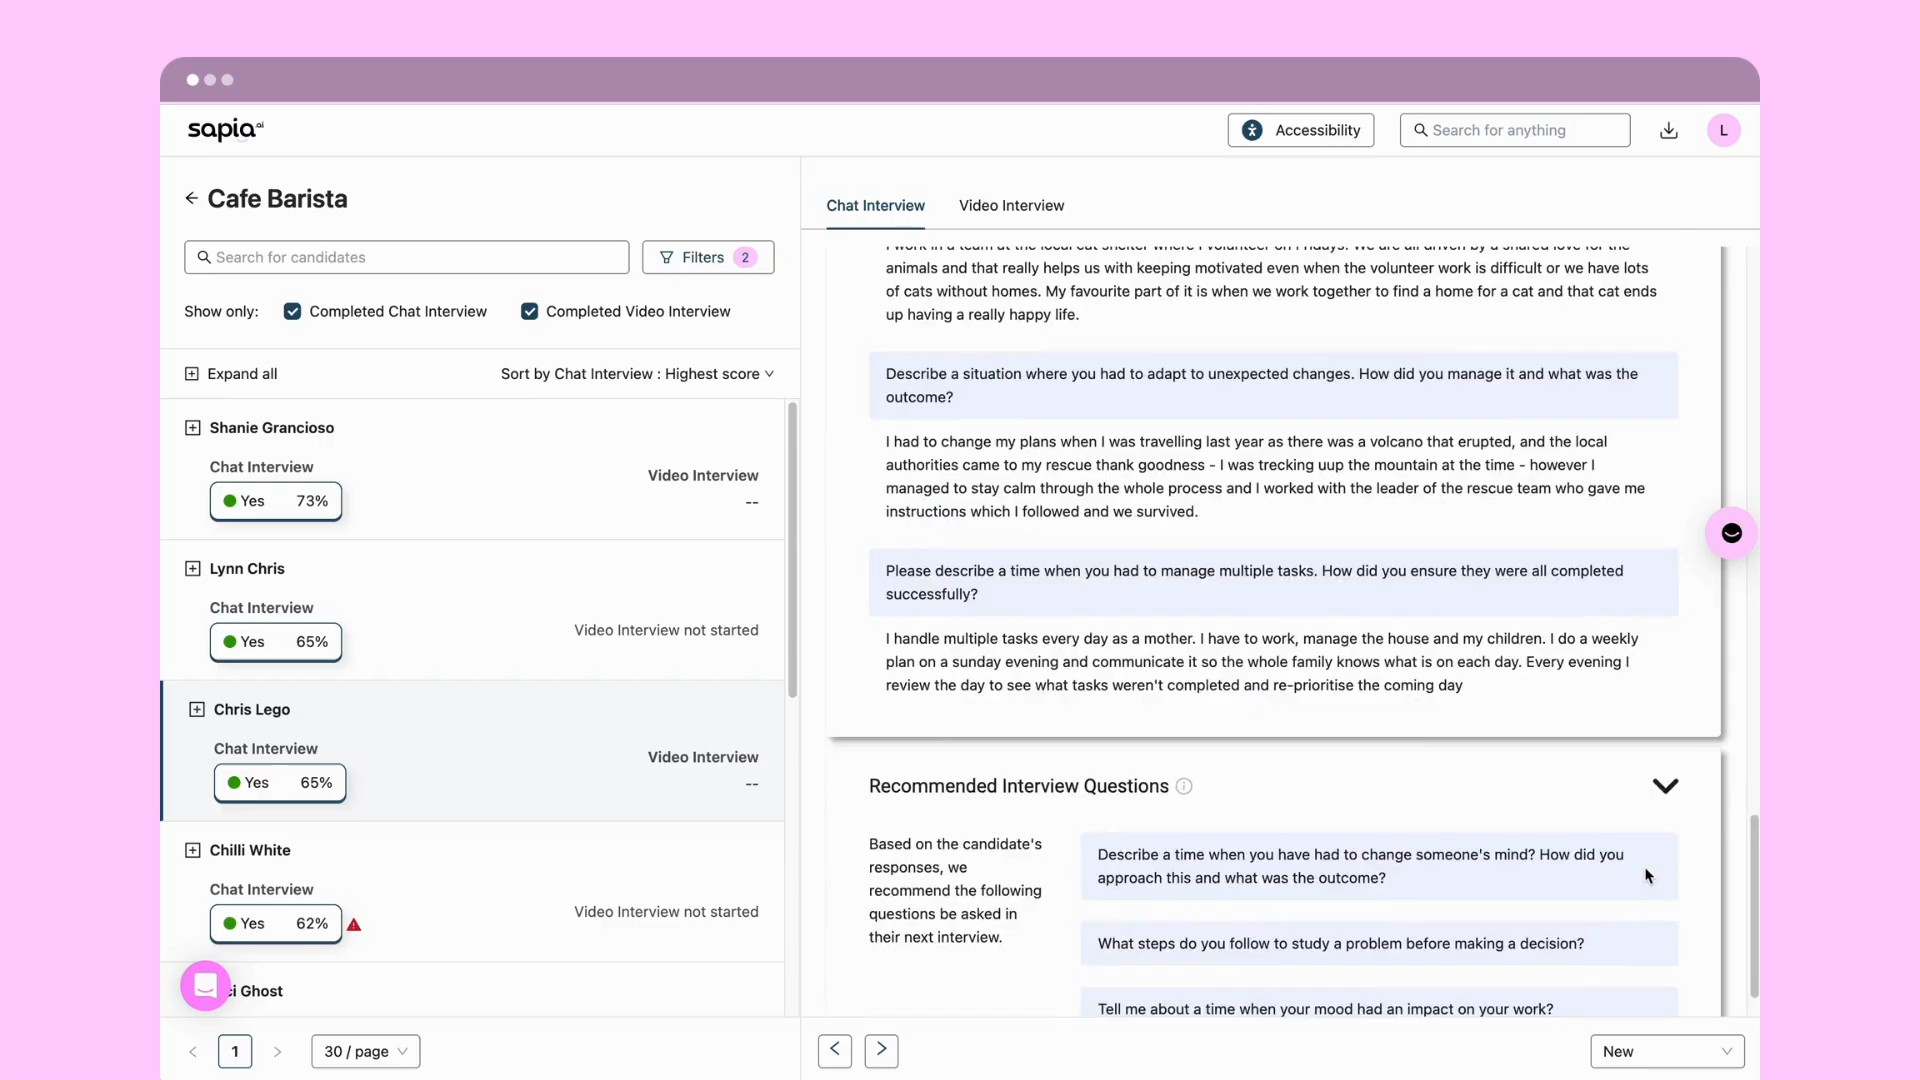 sapia.ai
Accessibility
Search for anything
L
Cafe Barista
Search for candidates
Filters 2
Show only:
Completed Chat Interview
Completed Video Interview
Expand all
Sort by Chat Interview : Highest score
Shanie Grancioso
Chat Interview
Yes 73%
Video Interview
--
Lynn Chris
Chat Interview
Yes 65%
Video Interview not started
Chris Lego
Chat Interview
Yes 65%
Video Interview
--
Chilli White
Chat Interview
Yes 62%
Video Interview not started
Ghost
1
30 / page
Chat Interview
Video Interview
I work in a team at the local cat shelter where I volunteer on Fridays. We are all driven by a shared love for the
animals and that really helps us with keeping motivated even when the volunteer work is difficult or we have lots
of cats without homes. My favourite part of it is when we work together to find a home for a cat and that cat ends
up having a really happy life.
Describe a situation where you had to adapt to unexpected changes. How did you manage it and what was the
outcome?
I had to change my plans when I was travelling last year as there was a volcano that erupted, and the local
authorities came to my rescue thank goodness - I was trecking uup the mountain at the time - however I
managed to stay calm through the whole process and I worked with the leader of the rescue team who gave me
instructions which I followed and we survived.
Please describe a time when you had to manage multiple tasks. How did you ensure they were all completed
successfully?
I handle multiple tasks every day as a mother. I have to work, manage the house and my children. I do a weekly
plan on a sunday evening and communicate it so the whole family knows what is on each day. Every evening I
review the day to see what tasks weren't completed and re-prioritise the coming day
Recommended Interview Questions
Based on the candidate's
responses, we
recommend the following
questions be asked in
their next interview.
Describe a time when you have had to change someone's mind? How did you
approach this and what was the outcome?
What steps do you follow to study a problem before making a decision?
Tell me about a time when your mood had an impact on your work?
New